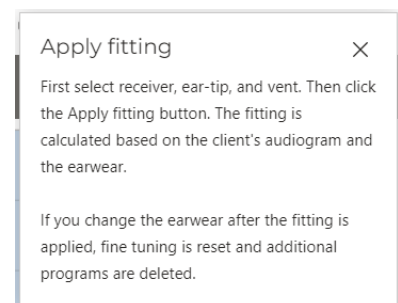 Apply fitting
First select receiver, ear-tip, and vent. Then click
the Apply fitting button. The fitting is
calculated based on the client's audiogram and
the earwear.
If you change the earwear after the fitting is
applied, fine tuning is reset and additional
programs are deleted.